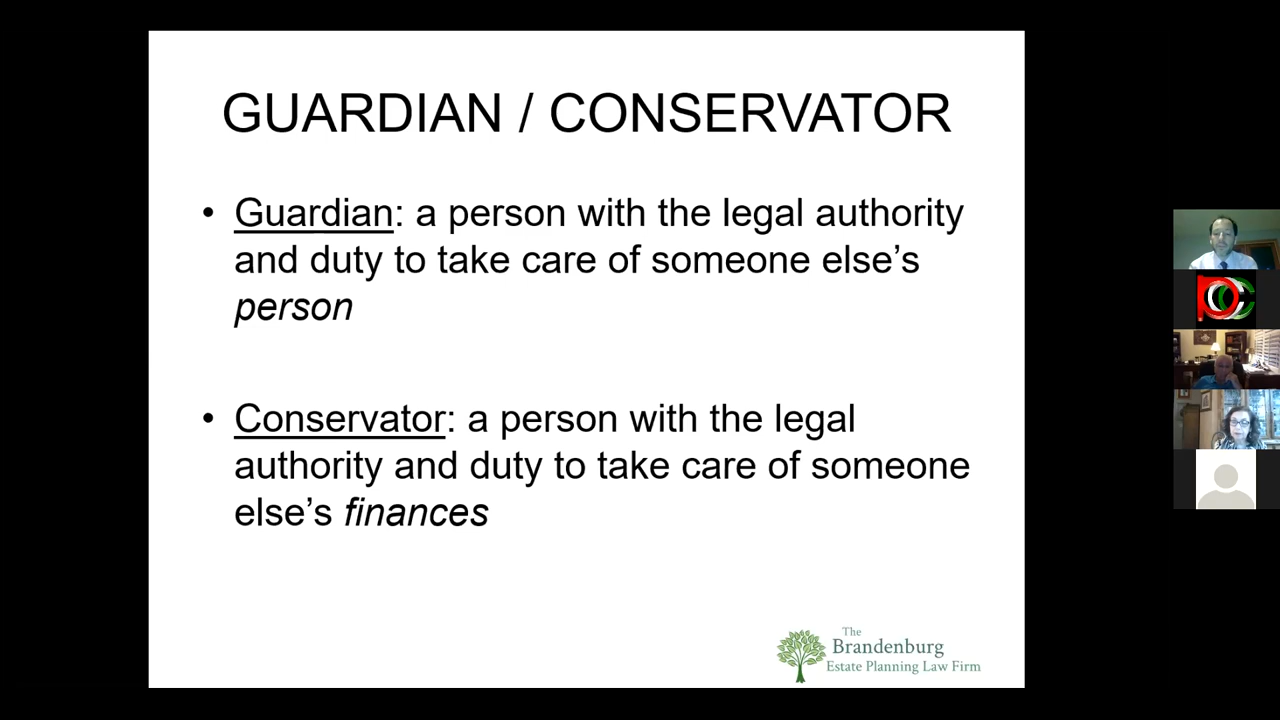 GUARDIAN / CONSERVATOR
• Guardian: a person with the legal authority
and duty to take care of someone else’s
person
• Conservator: a person with the legal
authority and duty to take care of someone
else’s finances
The
Brandenburg
Estate Planning Law Firm